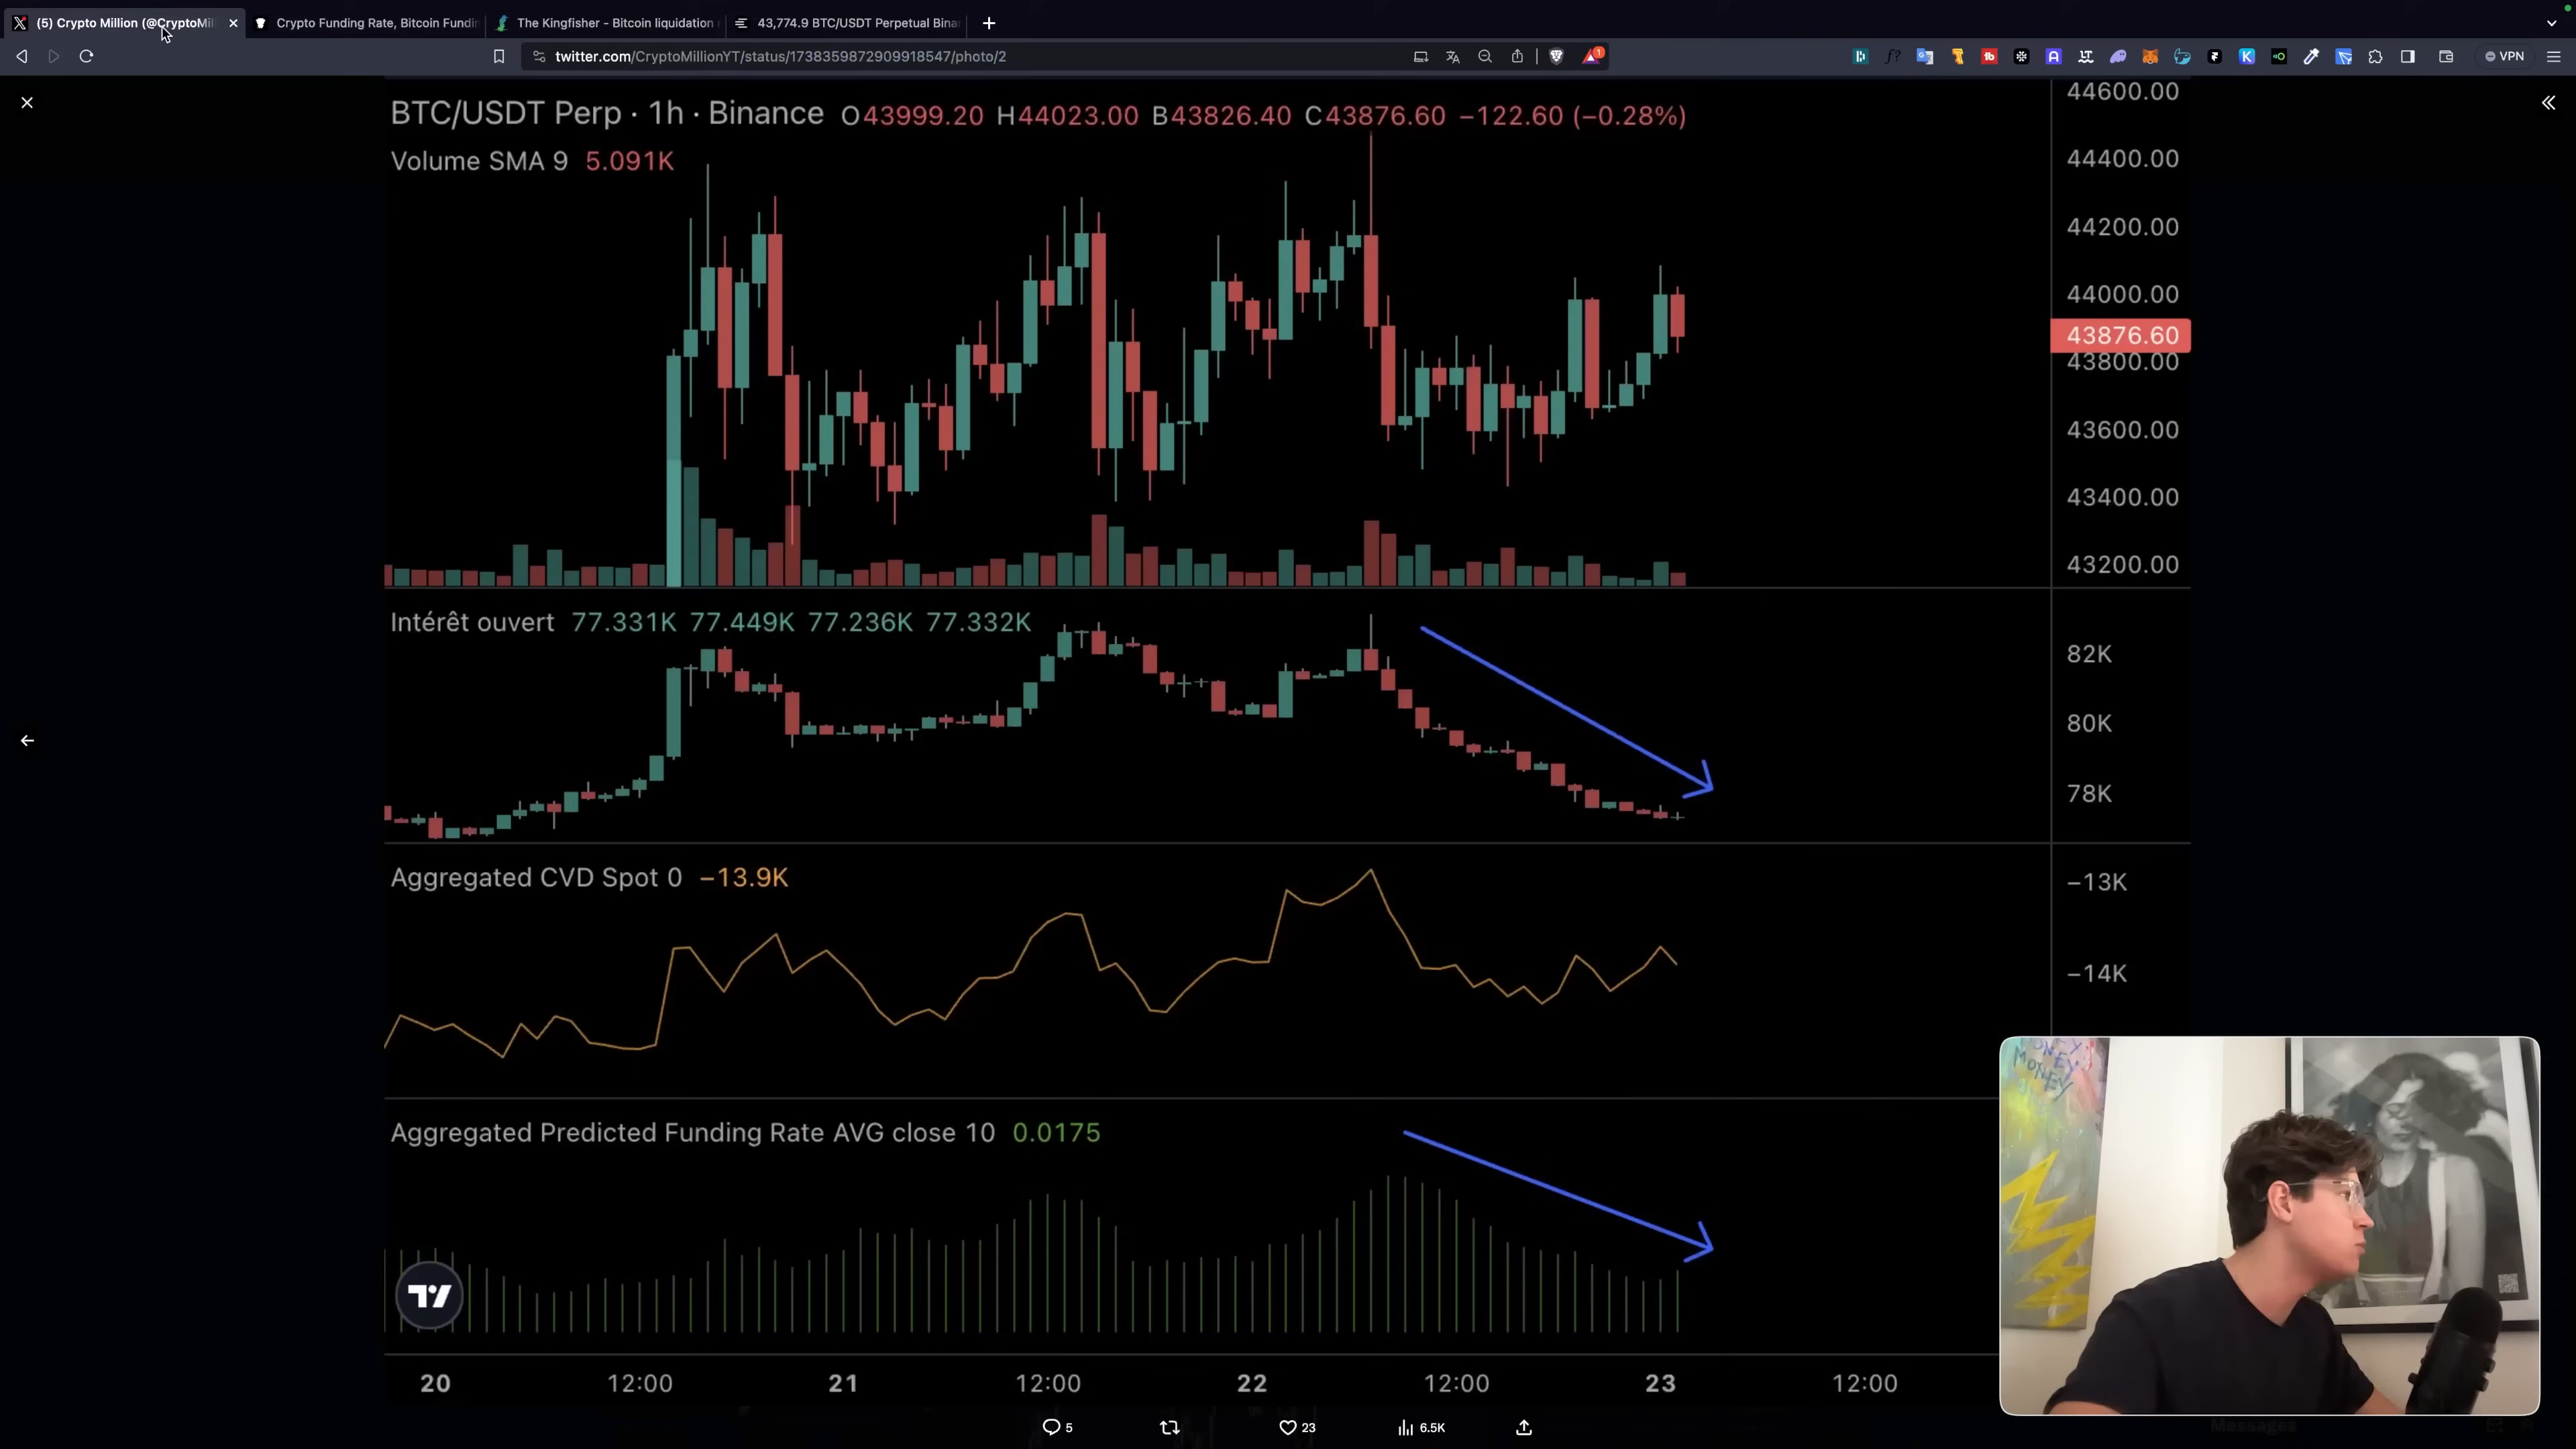 (5) Crypto Million (@CryptoMil
Crypto Funding Rate, Bitcoin Fundin
The Kingfisher - Bitcoin liquidation
43,774.9 BTC/USDT Perpetual Bina
twitter.com/CryptoMillionYT/status/1738359872909918547/photo/2
1
VPN
BTC/USDT Perp · 1h · Binance O43999.20 H44023.00 B43826.40 C43876.60 −122.60 (−0.28%)
Volume SMA 9 5.091K
44600.00
44400.00
44200.00
44000.00
43876.60
43800.00
43600.00
43400.00
43200.00
Intérêt ouvert 77.331K 77.449K 77.236K 77.332K
82K
80K
78K
Aggregated CVD Spot 0 −13.9K
−13K
−14K
Aggregated Predicted Funding Rate AVG close 10 0.0175
20 12:00 21 12:00 22 12:00 23 12:00
5
23
6.5K
Messages
MONEY
MONEY